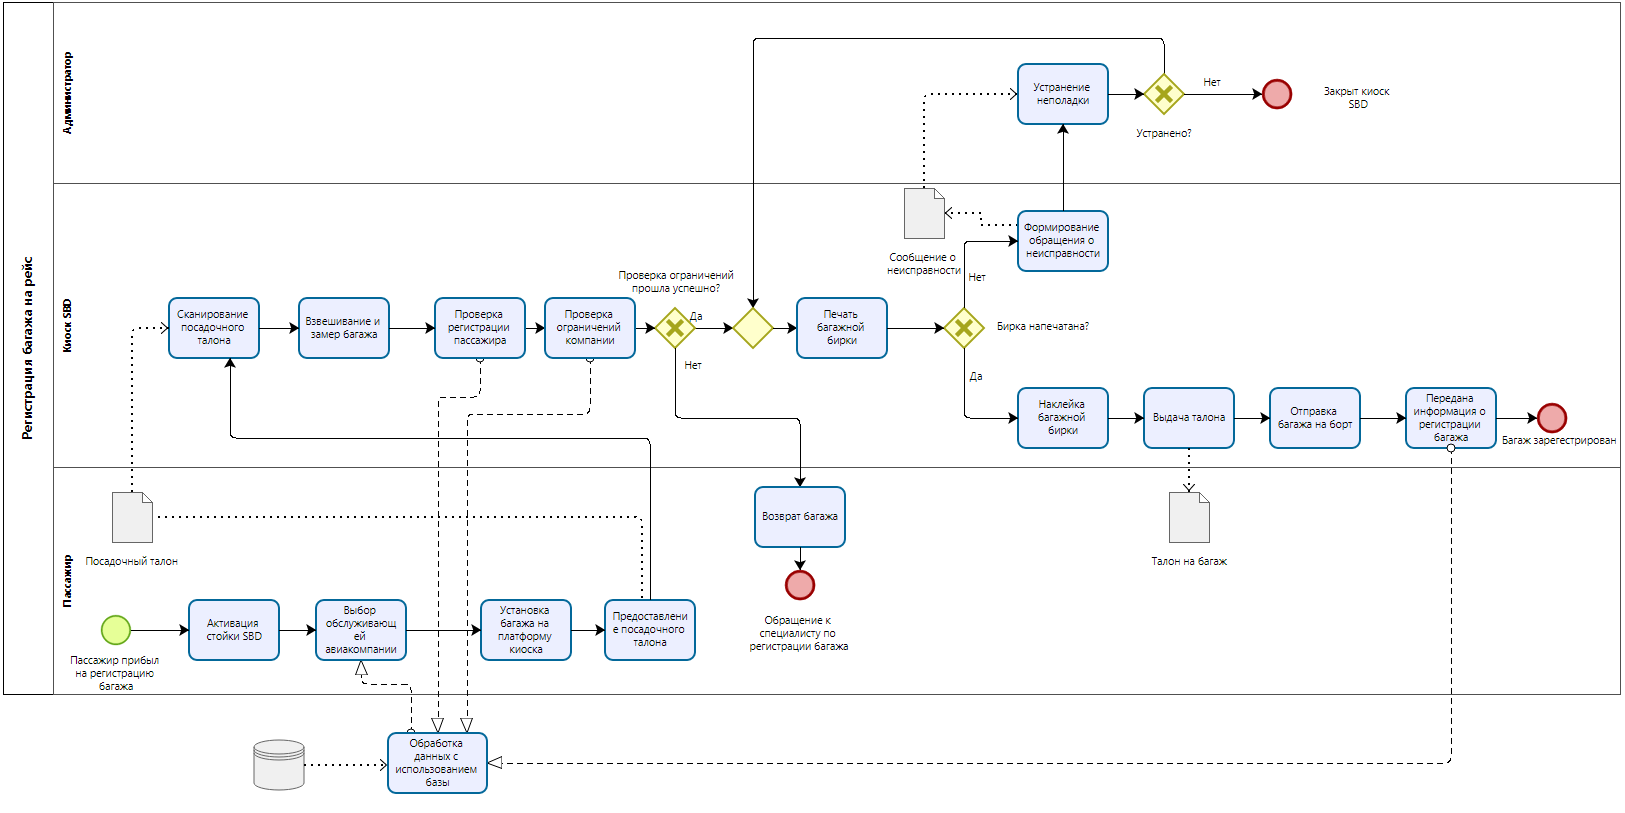 Регистрация багажа на рейс
Администратор
Устранение
неполадки
Нет
Закрыт киоск
SBD
Устранено?
Киоск SBD
Сообщение о
неисправности
Формирование
обращения о
неисправности
Нет
Проверка ограничений
прошла успешно?
Сканирование
посадочного
талона
Взвешивание и
замер багажа
Проверка
регистрации
пассажира
Проверка
ограничений
компании
Да
Нет
Печать
багажной
бирки
Бирка напечатана?
Да
Наклейка
багажной
бирки
Выдача талона
Отправка
багажа на борт
Передана
информация о
регистрации
багажа
Багаж зарегестрирован
Пассажир
Посадочный талон
Возврат багажа
Талон на багаж
Обращение к
специалисту по
регистрации багажа
Пассажир прибыл
на регистрацию
багажа
Активация
стойки SBD
Выбор
обслуживающ
ей
авиакомпании
Установка
багажа на
платформу
киоска
Предоставлени
е посадочного
талона
Обработка
данных с
использованием
базы